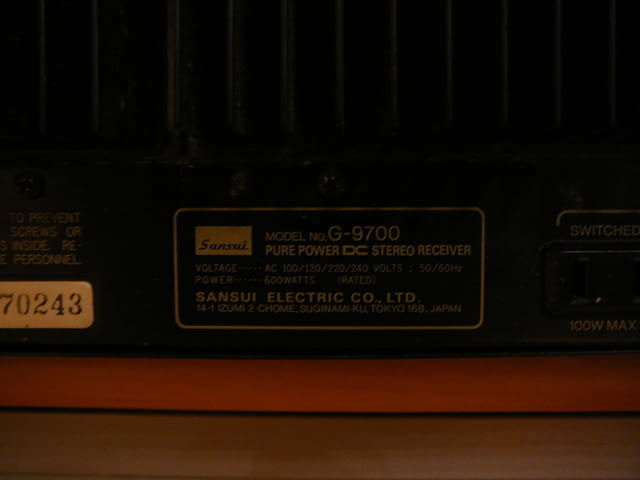 TO PREVENT
SCREWS OR
S INSIDE. RE-
E PERSONNEL
70243
Sansui
MODEL No. G-9700
PURE POWER DC STEREO RECEIVER
VOLTAGE ····· AC 100/120/220/240 VOLTS : 50/60Hz
POWER ····· 600WATTS (RATED)
SANSUI ELECTRIC CO., LTD.
14-1 IZUMI 2-CHOME, SUGINAMI-KU, TOKYO 168, JAPAN
SWITCHED
100W MAX